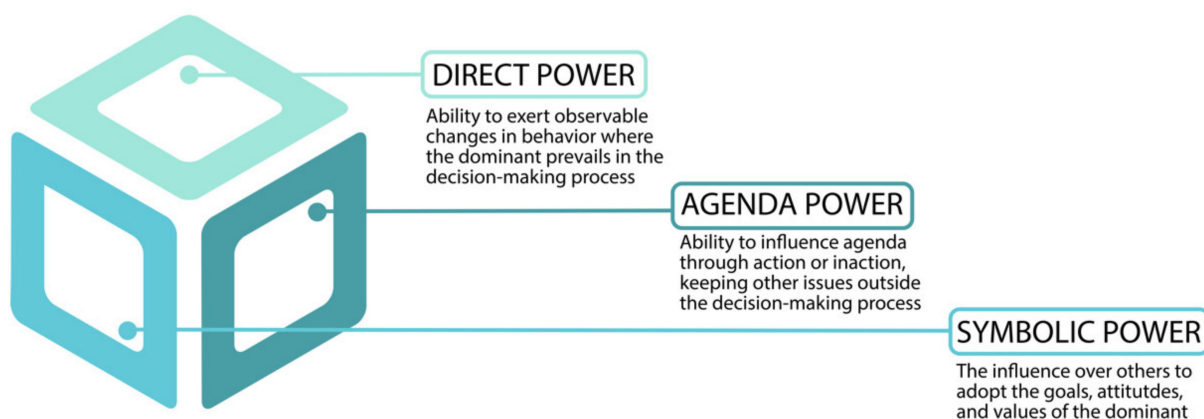 DIRECT POWER
Ability to exert observable
changes in behavior where
the dominant prevails in the
decision-making process
AGENDA POWER
Ability to influence agenda
through action or inaction,
keeping other issues outside
the decision-making process
SYMBOLIC POWER
The influence over others to
adopt the goals, attitutdes,
and values of the dominant